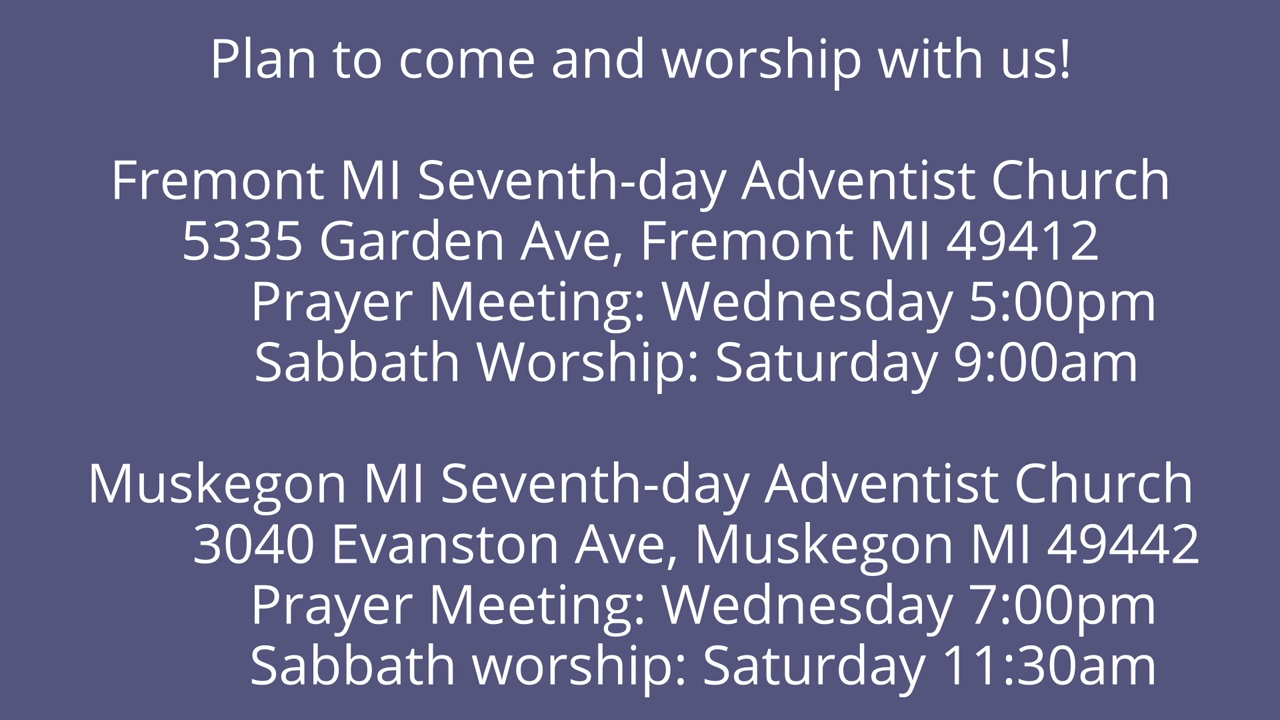 Plan to come and worship with us!
Fremont MI Seventh-day Adventist Church
5335 Garden Ave, Fremont MI 49412
Prayer Meeting: Wednesday 5:00pm
Sabbath Worship: Saturday 9:00am
Muskegon MI Seventh-day Adventist Church
3040 Evanston Ave, Muskegon MI 49442
Prayer Meeting: Wednesday 7:00pm
Sabbath worship: Saturday 11:30am